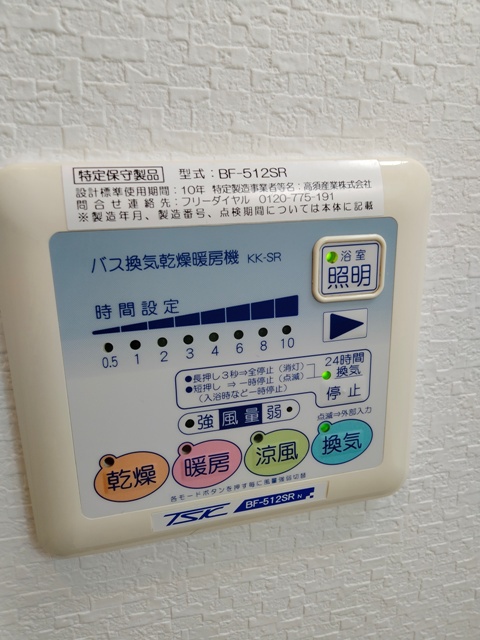 特定保守製品 型式：BF-512SR
設計標準使用期間：10年 特定製造事業者等名：高須産業株式会社
問合せ連絡先：フリーダイヤル 0120-775-191
※製造年月、製造番号、点検期間については本体に記載
バス換気乾燥暖房機 KK-SR
浴室
照明
時間設定
0.5 1 2 3 4 6 8 10
●長押し3秒⇒全停止（消灯）
●短押し ⇒一時停止（点滅）
（入浴時など一時停止）
24時間
換気
停止
強 風量 弱
点滅⇒外部入力
乾燥 暖房 涼風 換気
各モードボタンを押す毎に風量強弱切替
TSK BF-512SR N